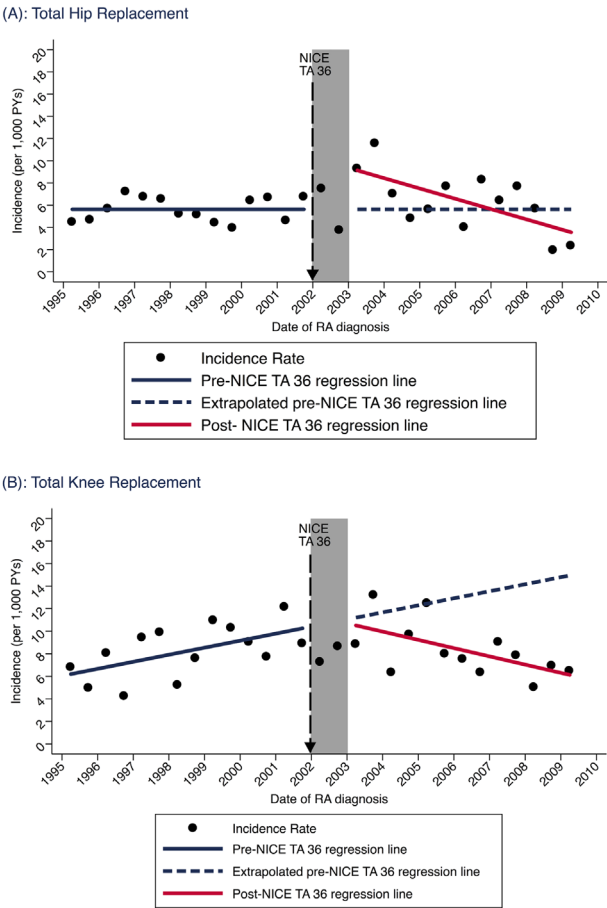 (A): Total Hip Replacement
NICE
TA 36
20
18
16
14
12
10
8
6
4
2
0
Incidence (per 1,000 PYs)
1995 1996 1997 1998 1999 2000 2001 2002 2003 2004 2005 2006 2007 2008 2009 2010
Date of RA diagnosis
Incidence Rate
Pre-NICE TA 36 regression line
Extrapolated pre-NICE TA 36 regression line
Post- NICE TA 36 regression line
(B): Total Knee Replacement
NICE
TA 36
20
18
16
14
12
10
8
6
4
2
0
Incidence (per 1,000 PYs)
1995 1996 1997 1998 1999 2000 2001 2002 2003 2004 2005 2006 2007 2008 2009 2010
Date of RA diagnosis
Incidence Rate
Pre-NICE TA 36 regression line
Extrapolated pre-NICE TA 36 regression line
Post-NICE TA 36 regression line